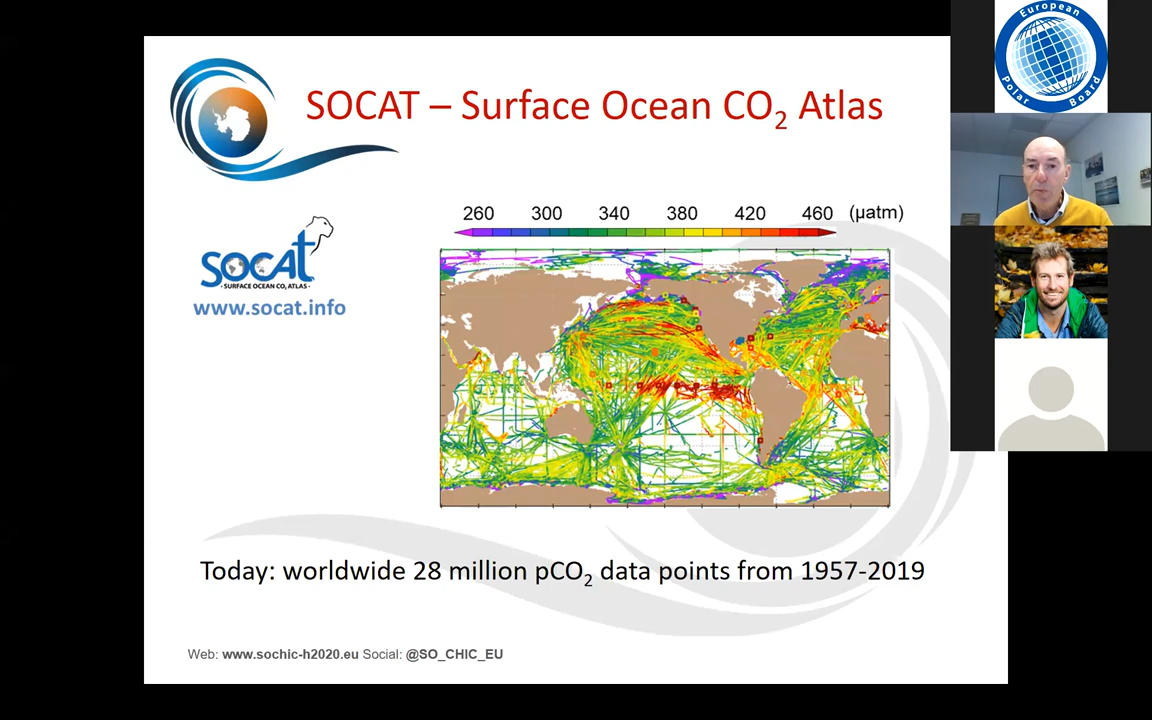 SOCAT – Surface Ocean CO₂ Atlas
European
Polar Board
260 300 340 380 420 460 (µatm)
socat
- SURFACE OCEAN CO₂ ATLAS -
www.socat.info
Today: worldwide 28 million pCO₂ data points from 1957-2019
Web: www.sochic-h2020.eu Social: @SO_CHIC_EU